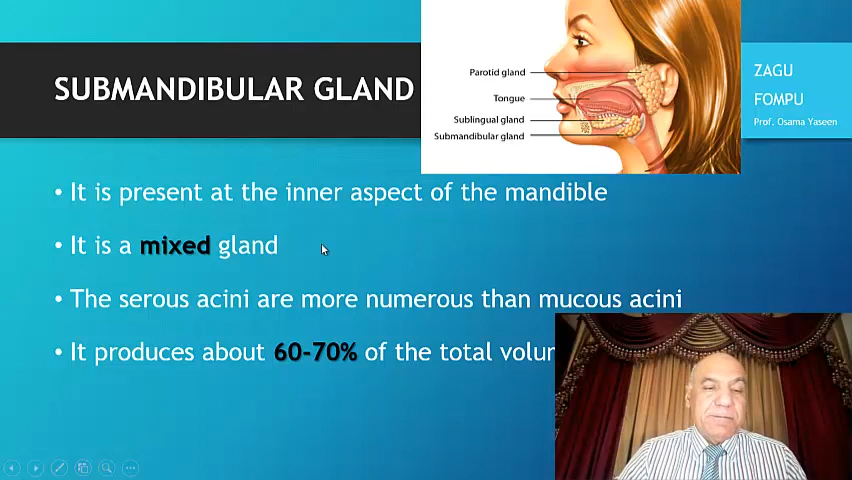 SUBMANDIBULAR GLAND
Parotid gland
Tongue
Sublingual gland
Submandibular gland
ZAGU
FOMPU
Prof. Osama Yaseen
• It is present at the inner aspect of the mandible
• It is a mixed gland
• The serous acini are more numerous than mucous acini
• It produces about 60-70% of the total